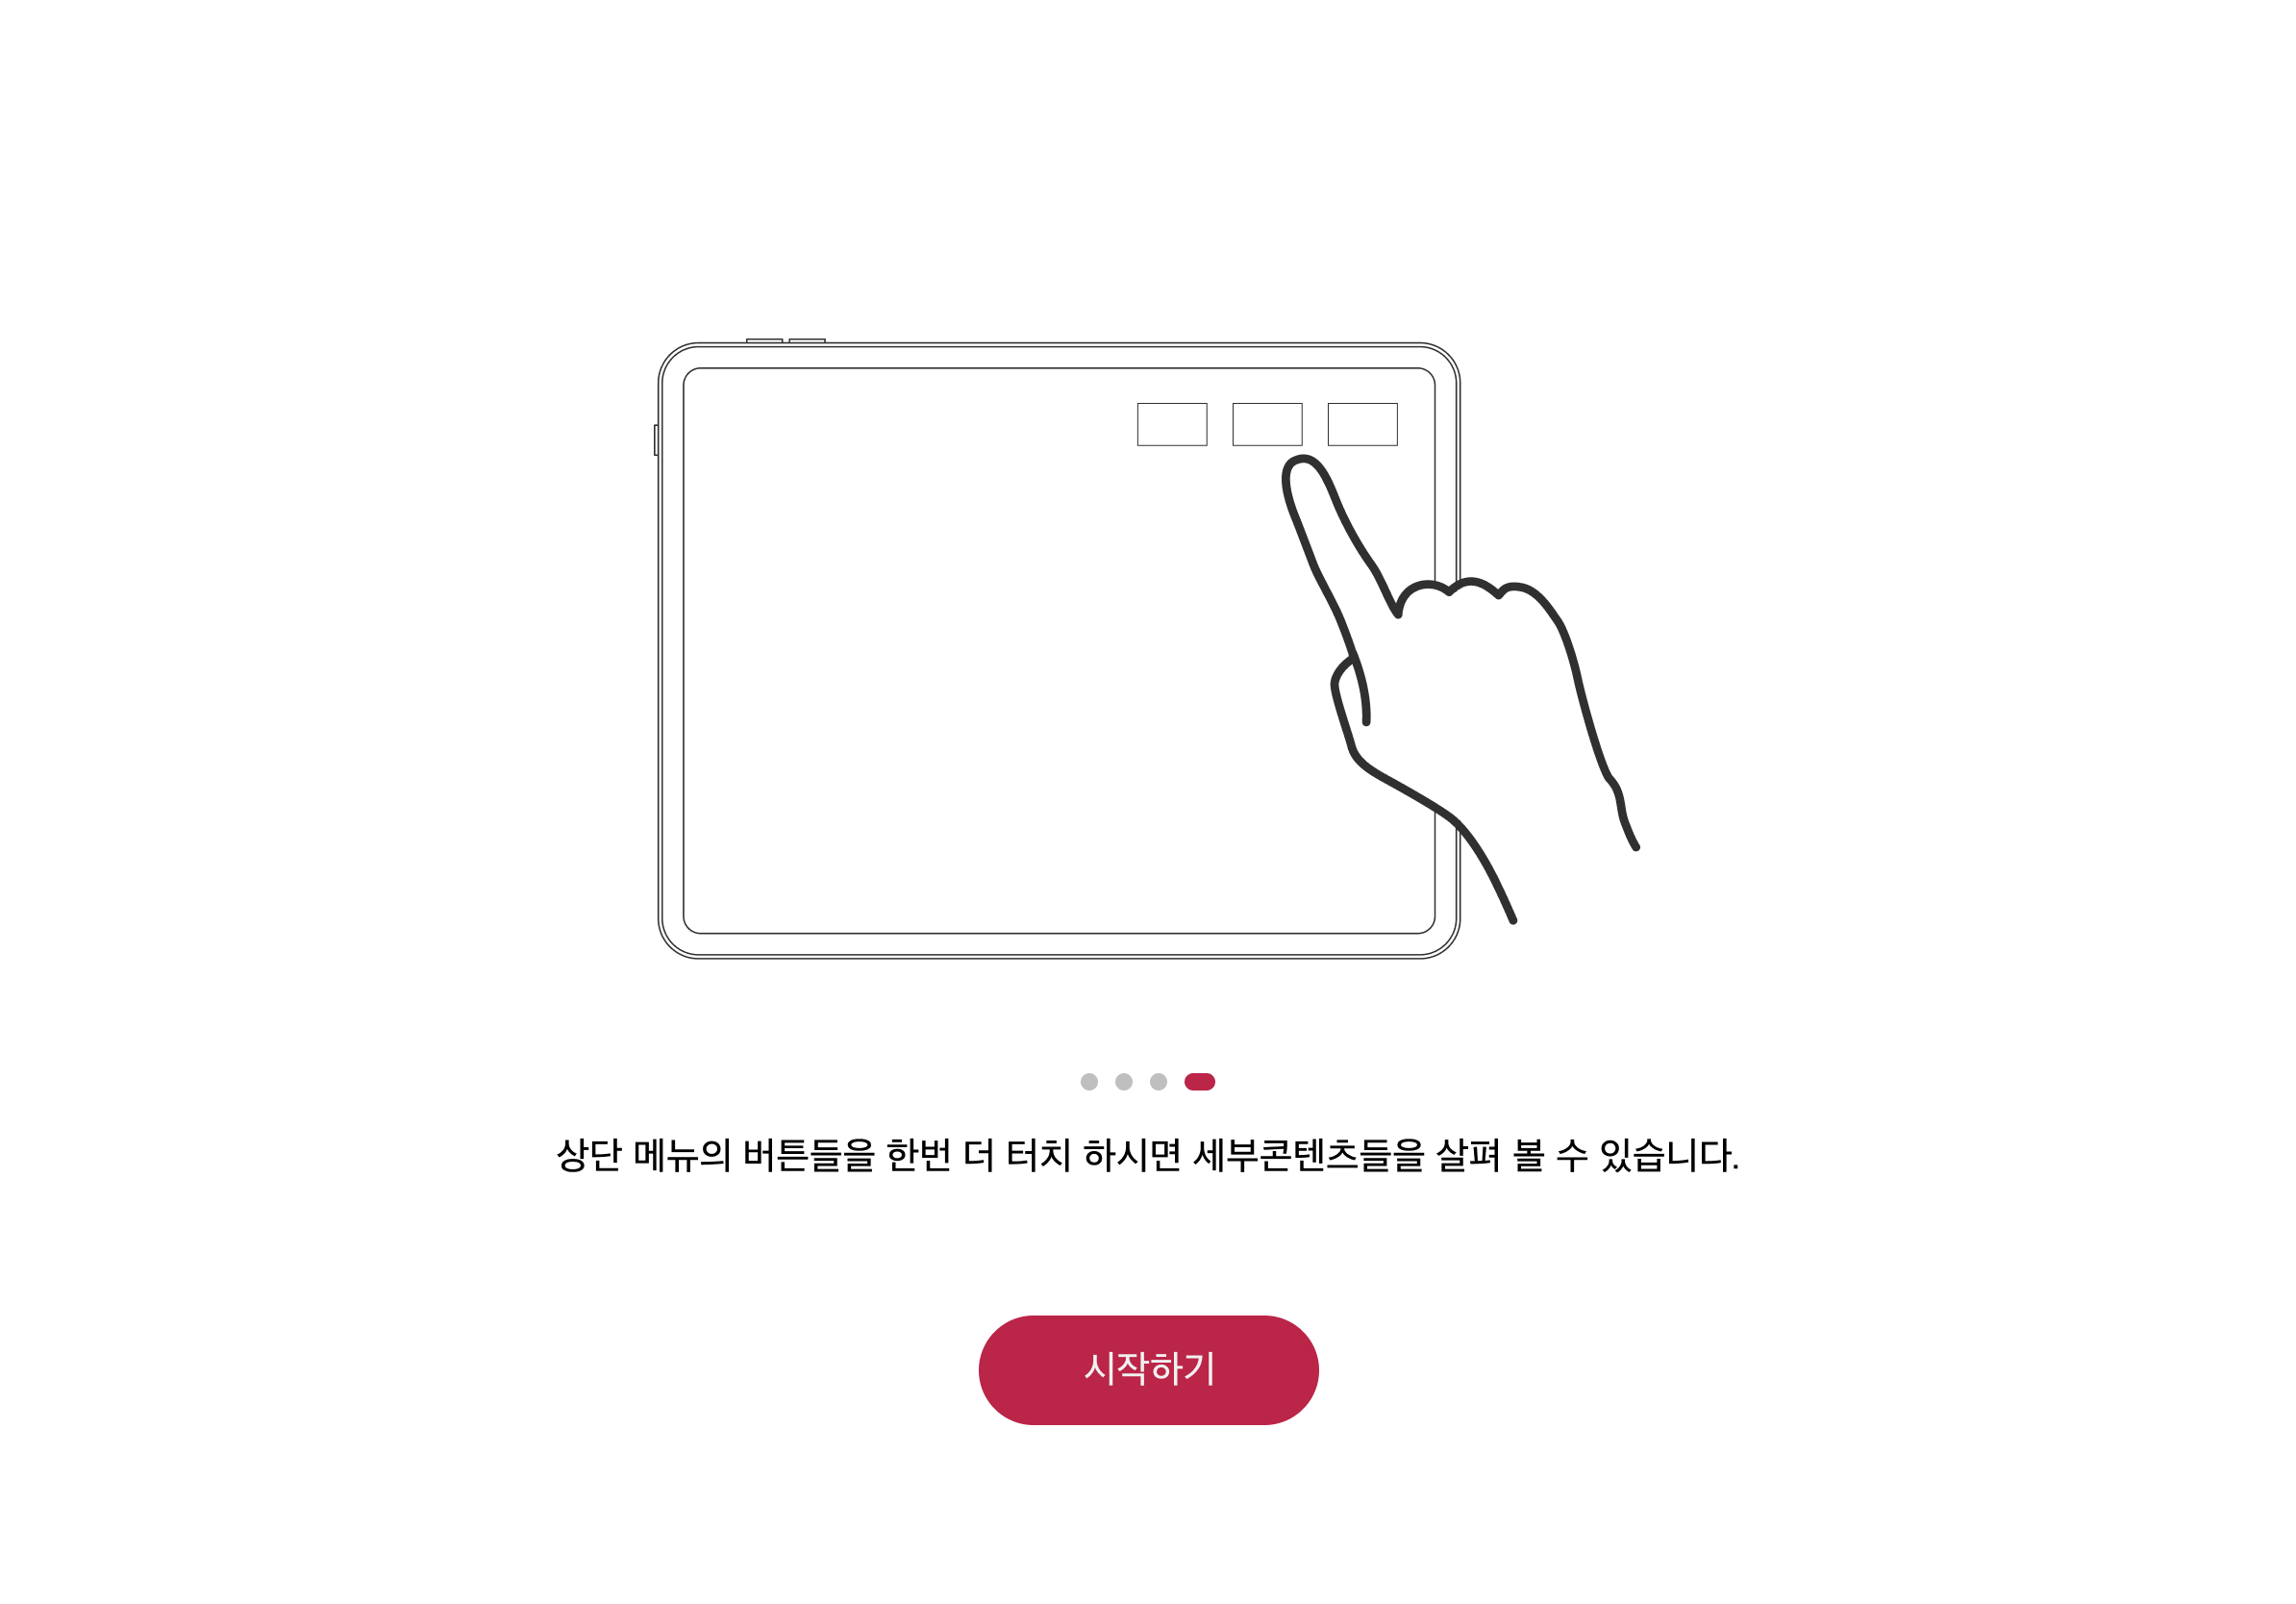 상단 메뉴의 버튼들을 한번 더 터치 하시면 세부콘텐츠들을 살펴 볼 수 있습니다.
시작하기